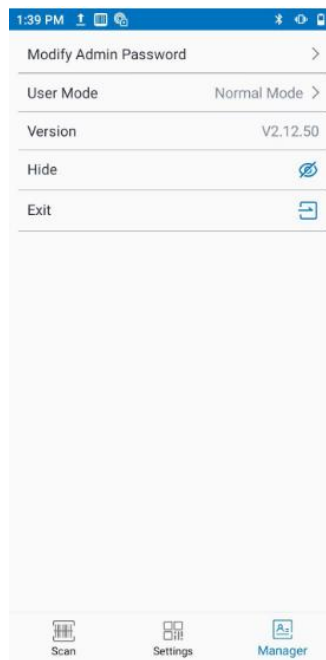 1:39 PM
Modify Admin Password
User Mode Normal Mode
Version V2.12.50
Hide
Exit
Scan Settings Manager